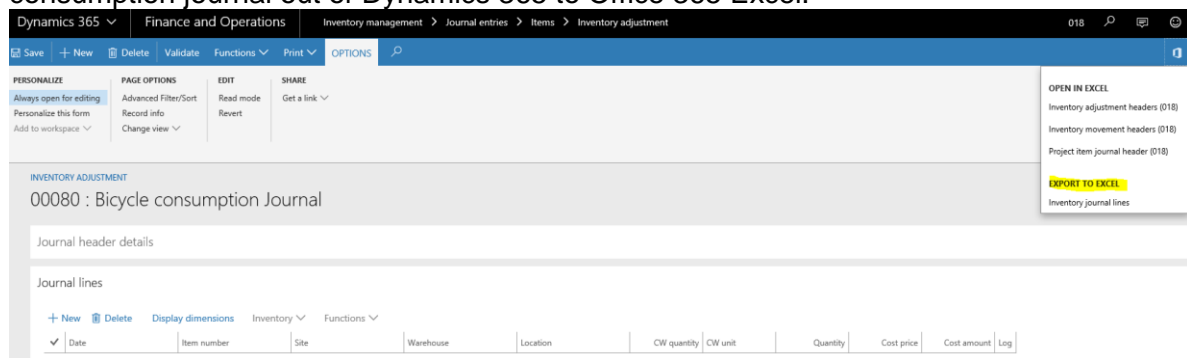 consumption journal out of Dynamics 365 to Office 365 Excel.
Dynamics 365 Finance and Operations Inventory management > Journal entries > Items > Inventory adjustment 018
Save + New Delete Validate Functions Print OPTIONS
PERSONALIZE PAGE OPTIONS EDIT SHARE
Always open for editing Advanced Filter/Sort Read mode Get a link
Personalize this form Record info Revert
Add to workspace Change view
OPEN IN EXCEL
Inventory adjustment headers (018)
Inventory movement headers (018)
Project item journal header (018)
EXPORT TO EXCEL
Inventory journal lines
INVENTORY ADJUSTMENT
00080 : Bicycle consumption Journal
Journal header details
Journal lines
+ New Delete Display dimensions Inventory Functions
Date Item number Site Warehouse Location CW quantity CW unit Quantity Cost price Cost amount Log